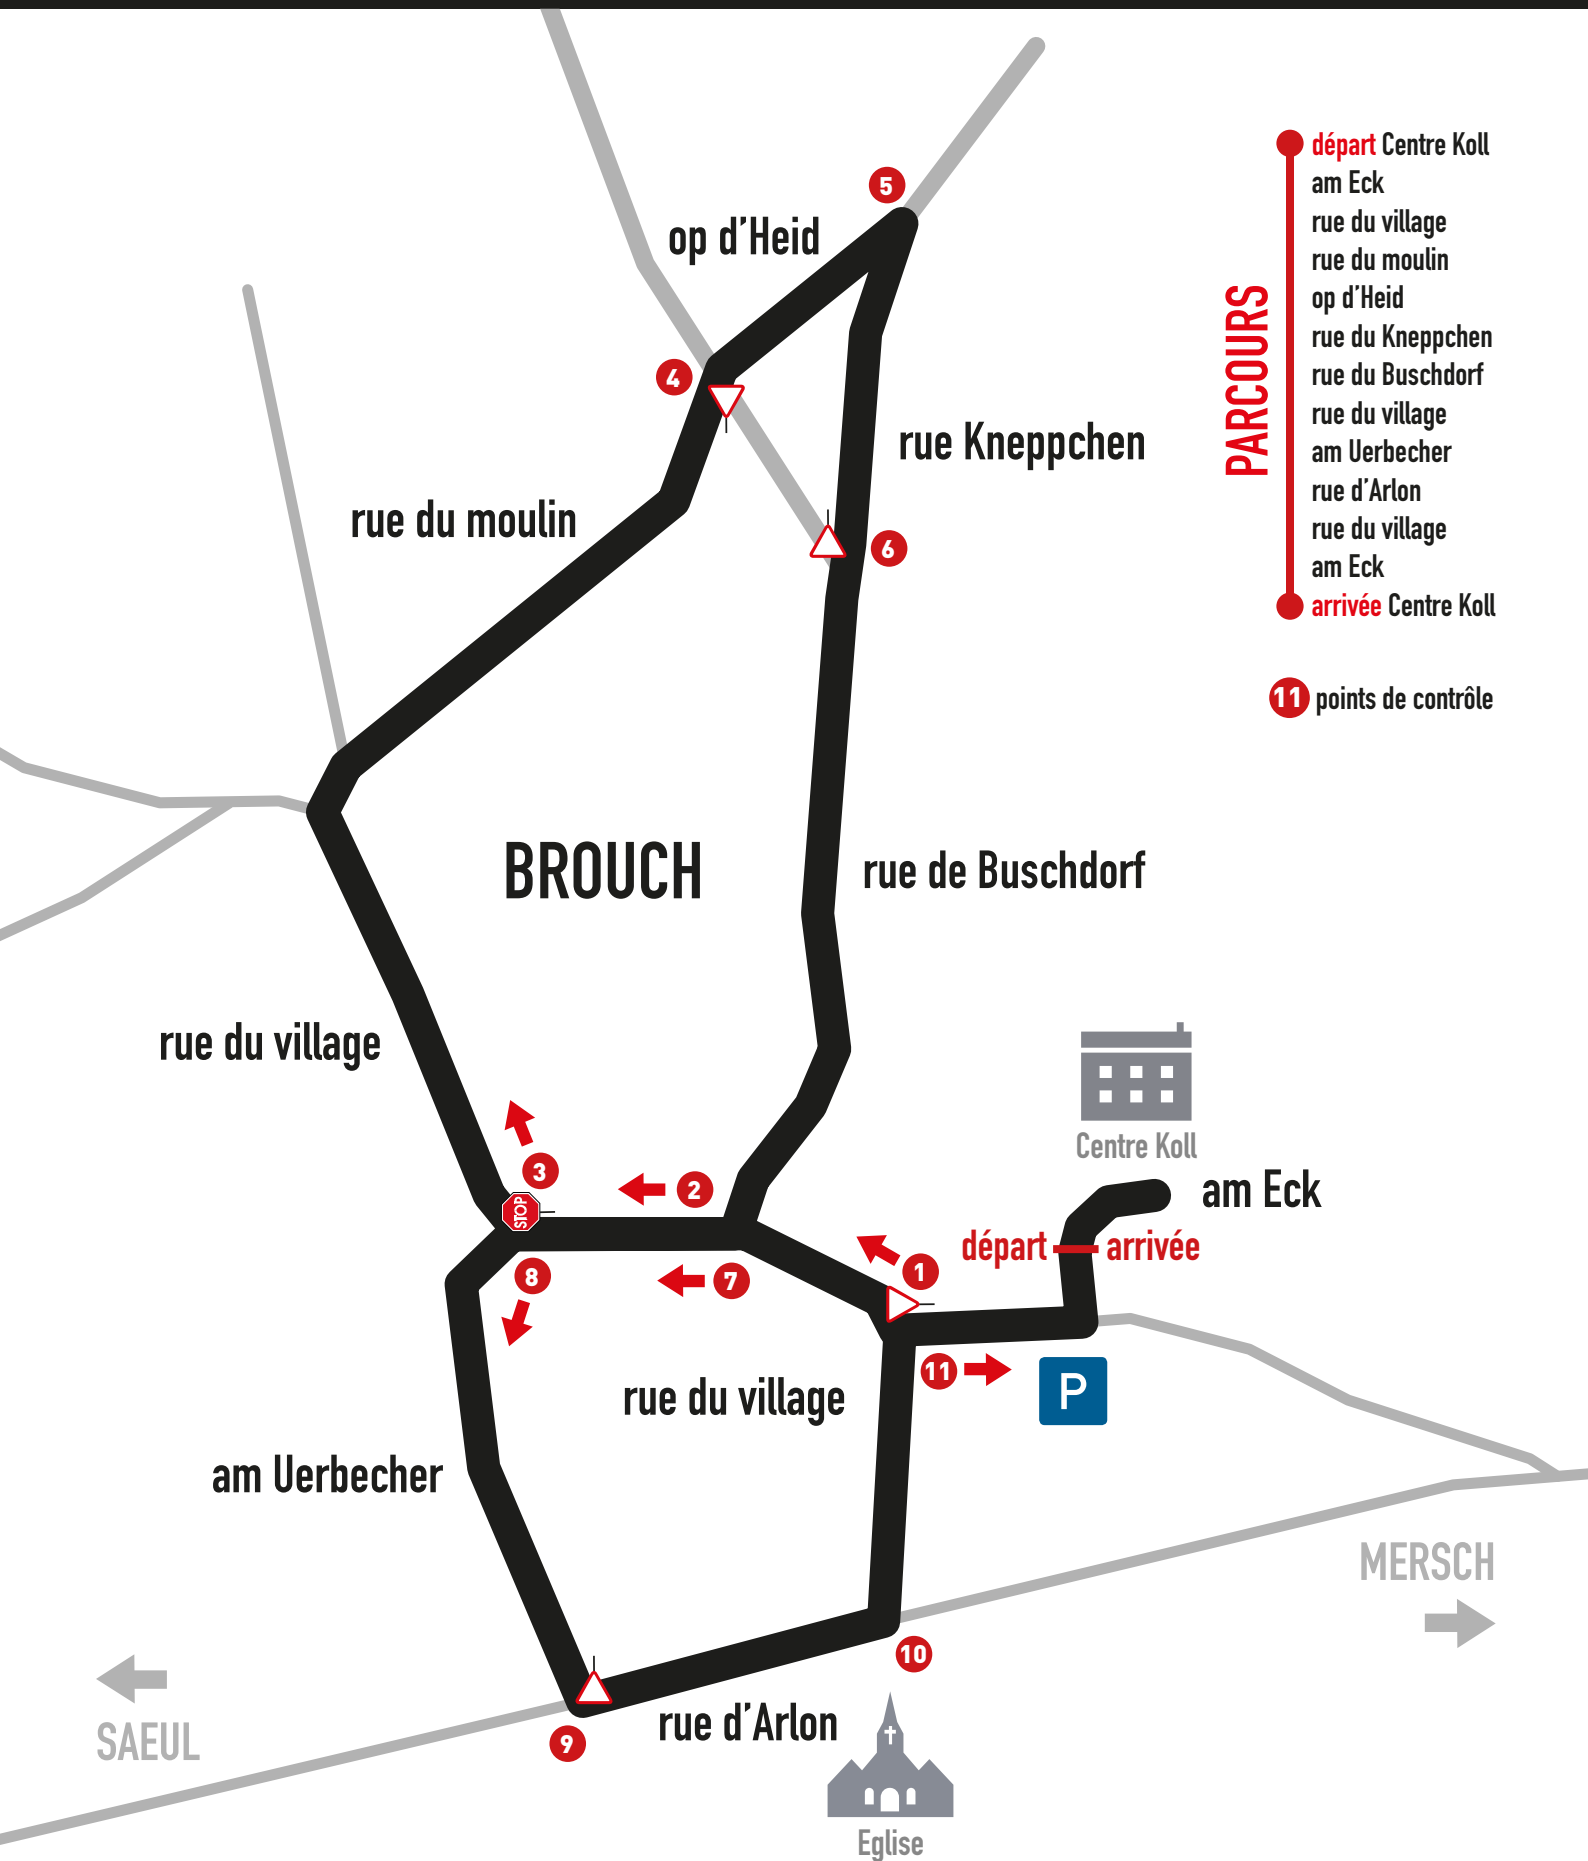 5
op d’Heid
départ Centre Koll
am Eck
rue du village
rue du moulin
op d’Heid
rue du Kneppchen
rue du Buschdorf
rue du village
am Uerbecher
rue d’Arlon
rue du village
am Eck
arrivée Centre Koll
PARCOURS
11 points de contrôle
4
rue Kneppchen
rue du moulin
6
BROUCH
rue de Buschdorf
rue du village
Centre Koll
3
2
am Eck
STOP
départ arrivée
8
7
1
11
P
rue du village
am Uerbecher
MERSCH
10
SAEUL
9
rue d’Arlon
Eglise